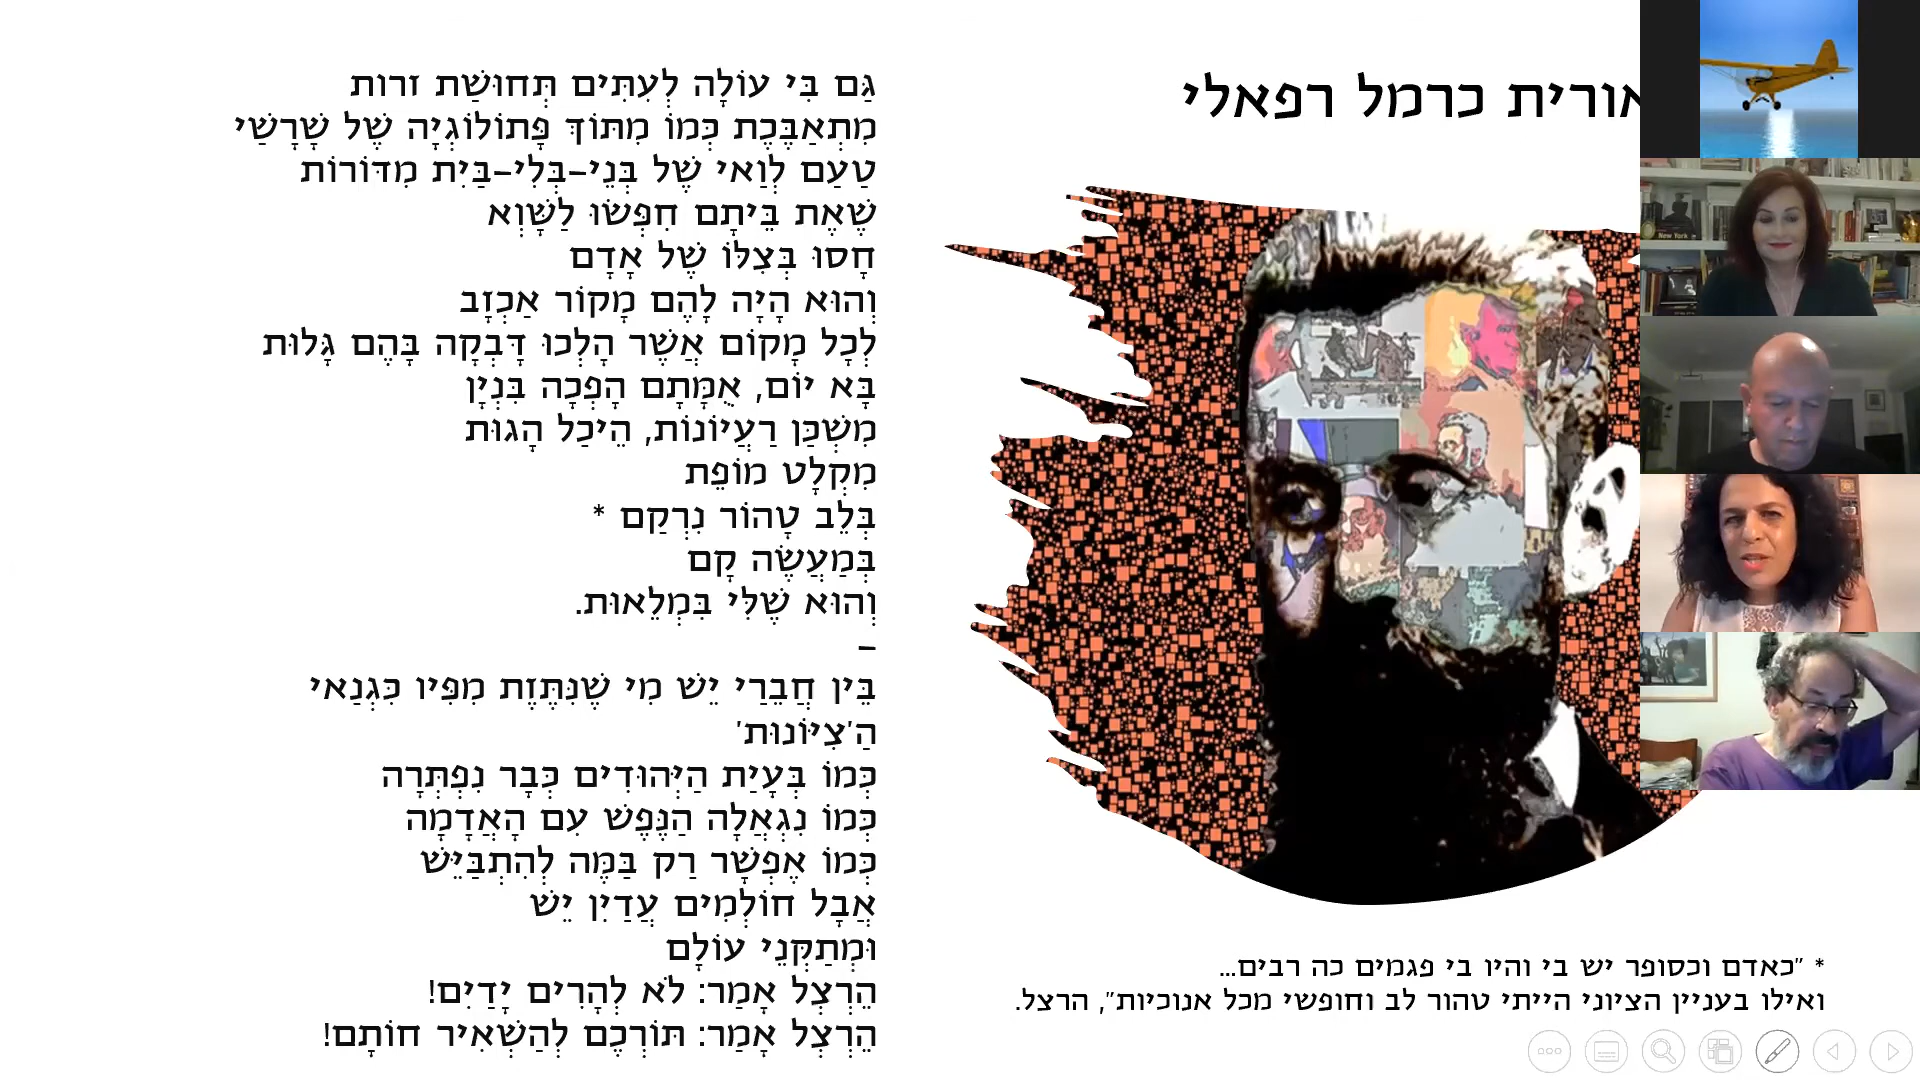 אורית כרמל רפאלי
גַּם בִּי עוֹלָה לְעִתִּים תְּחוּשַׁת זרות
מִתְאַבֶּכֶת כְּמוֹ מִתּוֹךְ פָּתוֹלוֹגְיָה שֶׁל שָׁרָשַׁי
טַעַם לְוַאי שֶׁל בְּנֵי–בְּלִי–בַּיִת מִדּוֹרוֹת
שֶׁאֶת בֵּיתָם חִפְּשׂוּ לַשָּׁוְא
חָסוּ בְּצִלּוֹ שֶׁל אָדָם
וְהוּא הָיָה לָהֶם מָקוֹר אַכְזָב
לְכָל מָקוֹם אֲשֶׁר הָלְכוּ דָּבְקָה בָּהֶם גָּלוּת
בָּא יוֹם, אֻמָּתָם הָפְכָה בִּנְיָן
מִשְׁכַּן רַעֲיוֹנוֹת, הֵיכַל הָגוּת
מִקְלָט מוֹפֵת
בְּלֵב טָהוֹר נִרְקַם *
בְּמַעֲשֶׂה קָם
וְהוּא שֶׁלִּי בִּמְלֵאוּת.
–
בֵּין חֲבֵרַי יֵשׁ מִי שֶׁנִּתֶּזֶת מִפִּיו כִּגְנַאי
הַ'צִיּוֹנוּת'
כְּמוֹ בְּעָיַת הַיְּהוּדִים כְּבָר נִפְתְּרָה
כְּמוֹ נִגְאֲלָה הַנֶּפֶשׁ עִם הָאֲדָמָה
כְּמוֹ אֶפְשָׁר רַק בַּמֶּה לְהִתְבַּיֵּשׁ
אֲבָל חוֹלְמִים עֲדַיִן יֵשׁ
וּמְתַקְּנֵי עוֹלָם
הֵרְצְל אָמַר: לֹא לְהָרִים יָדַיִם!
הֵרְצְל אָמַר: תּוֹרְכֶם לְהַשְׁאִיר חוֹתָם!
* "כאדם וכסופר יש בי והיו בי פגמים כה רבים...
ואילו בעניין הציוני הייתי טהור לב וחופשי מכל אנוכיות", הרצל.
New York